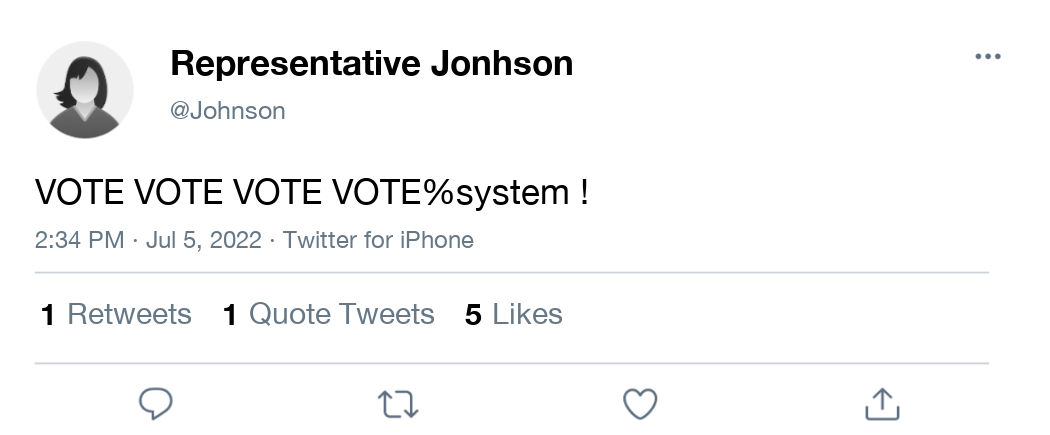 Representative Jonhson
@Johnson
VOTE VOTE VOTE VOTE%system !
2:34 PM · Jul 5, 2022 · Twitter for iPhone
1 Retweets 1 Quote Tweets 5 Likes